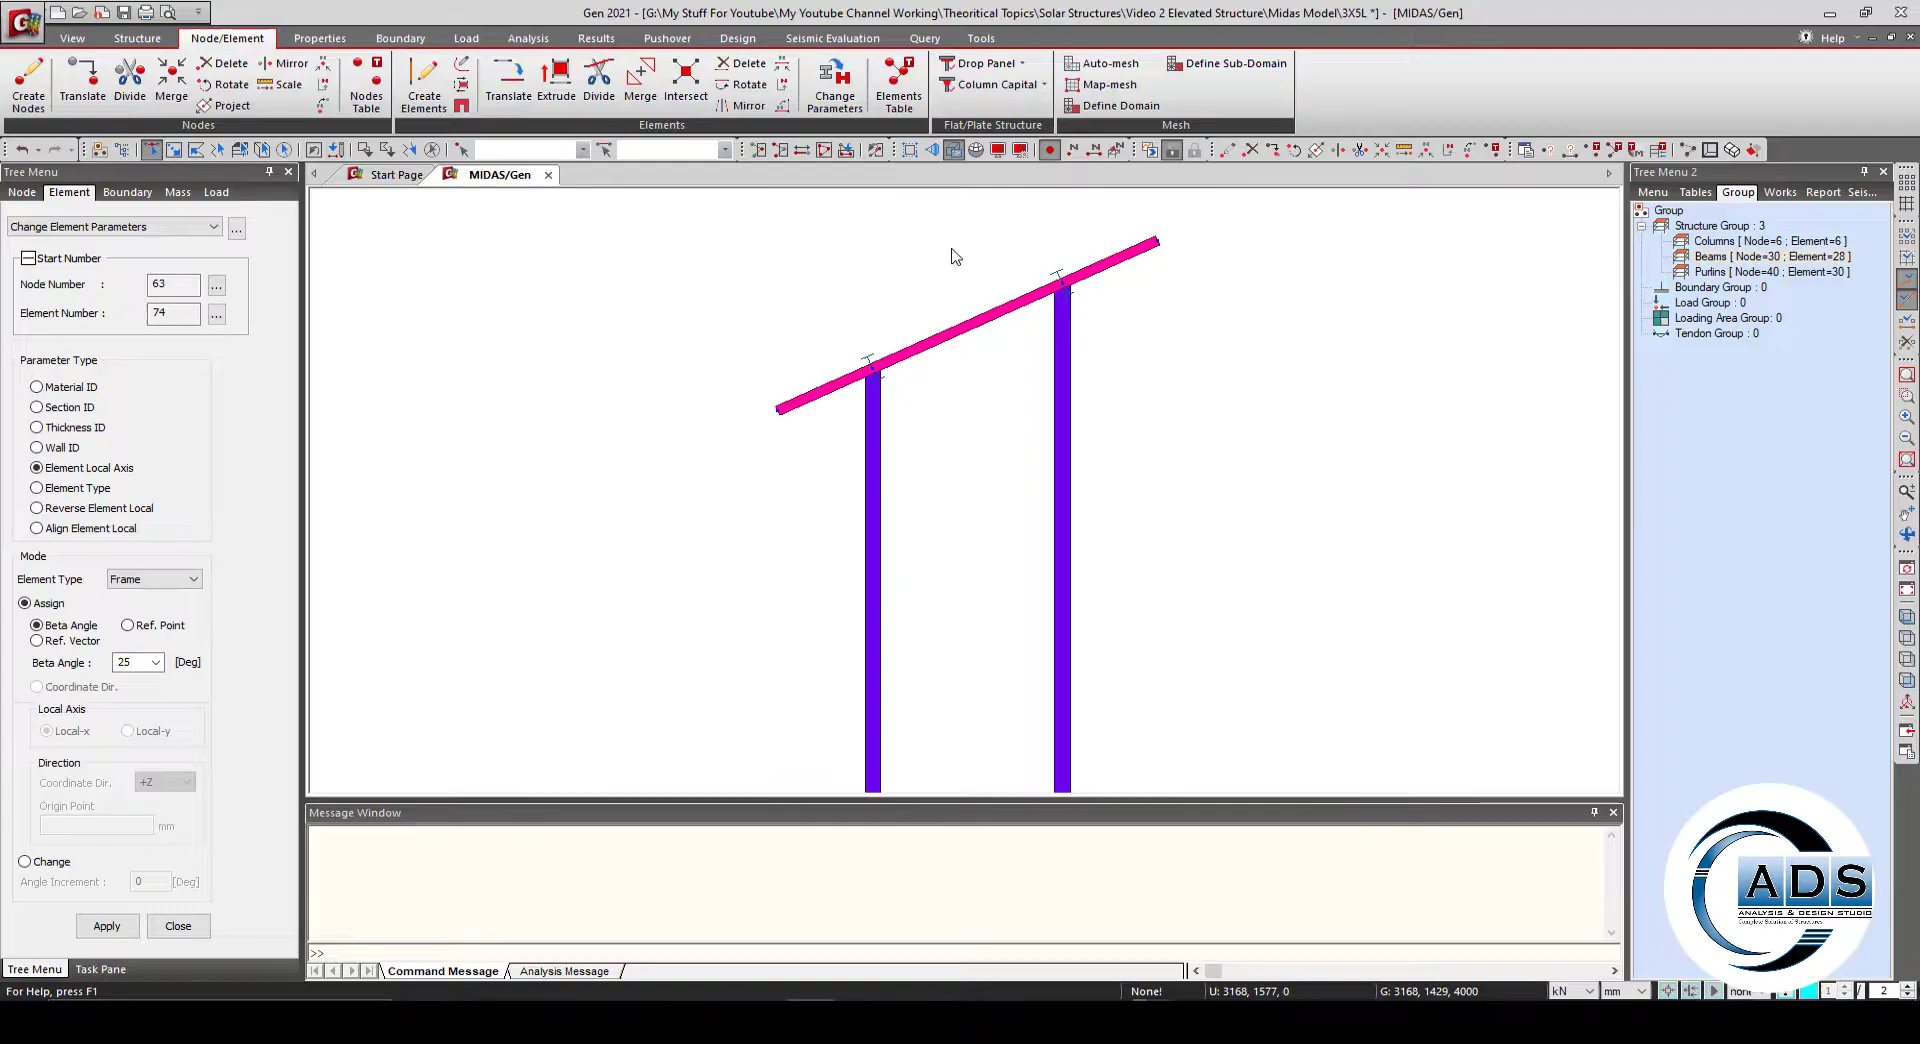 Gen 2021 - [G:\My Stuff For Youtube\My Youtube Channel Working\Theoritical Topics\Solar Structures\Video 2 Elevated Structure\Midas Model\3X5L *] - [MIDAS/Gen]
View Structure Node/Element Properties Boundary Load Analysis Results Pushover Design Seismic Evaluation Query Tools Help
Create Nodes Translate Divide Merge Delete Rotate Project Mirror Scale Nodes Table
Create Elements Translate Extrude Divide Merge Intersect Delete Rotate Mirror Change Parameters Elements Table
Drop Panel Column Capital
Auto-mesh Map-mesh Define Domain Define Sub-Domain
Nodes Elements Flat/Plate Structure Mesh
Tree Menu
Node Element Boundary Mass Load
Change Element Parameters ...
Start Number
Node Number : 63 ...
Element Number : 74 ...
Parameter Type
Material ID
Section ID
Thickness ID
Wall ID
Element Local Axis
Element Type
Reverse Element Local
Align Element Local
Mode
Element Type Frame
Assign
Beta Angle Ref. Point
Ref. Vector
Beta Angle : 25 [Deg]
Coordinate Dir.
Local Axis
Local-x Local-y
Direction
Coordinate Dir. +Z
Origin Point
mm
Change
Angle Increment : 0 [Deg]
Apply Close
Tree Menu Task Pane
Start Page MIDAS/Gen
Message Window
>>
Command Message Analysis Message
Tree Menu 2
Menu Tables Group Works Report Seis...
Group
Structure Group : 3
Columns [ Node=6 ; Element=6 ]
Beams [ Node=30 ; Element=28 ]
Purlins [ Node=40 ; Element=30 ]
Boundary Group : 0
Load Group : 0
Loading Area Group: 0
Tendon Group : 0
ADS
ANALYSIS & DESIGN STUDIO
Complete Solution of Structures
For Help, press F1 None! U: 3168, 1577, 0 G: 3168, 1429, 4000 kN mm none 1 / 2